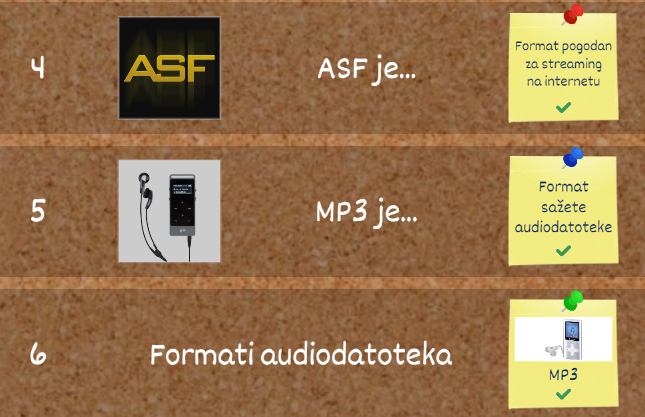 4
ASF
ASF je...
Format pogodan
za streaming
na internetu
5
MP3 je...
Format
sažete
audiodatoteke
6
Formati audiodatoteka
MP3